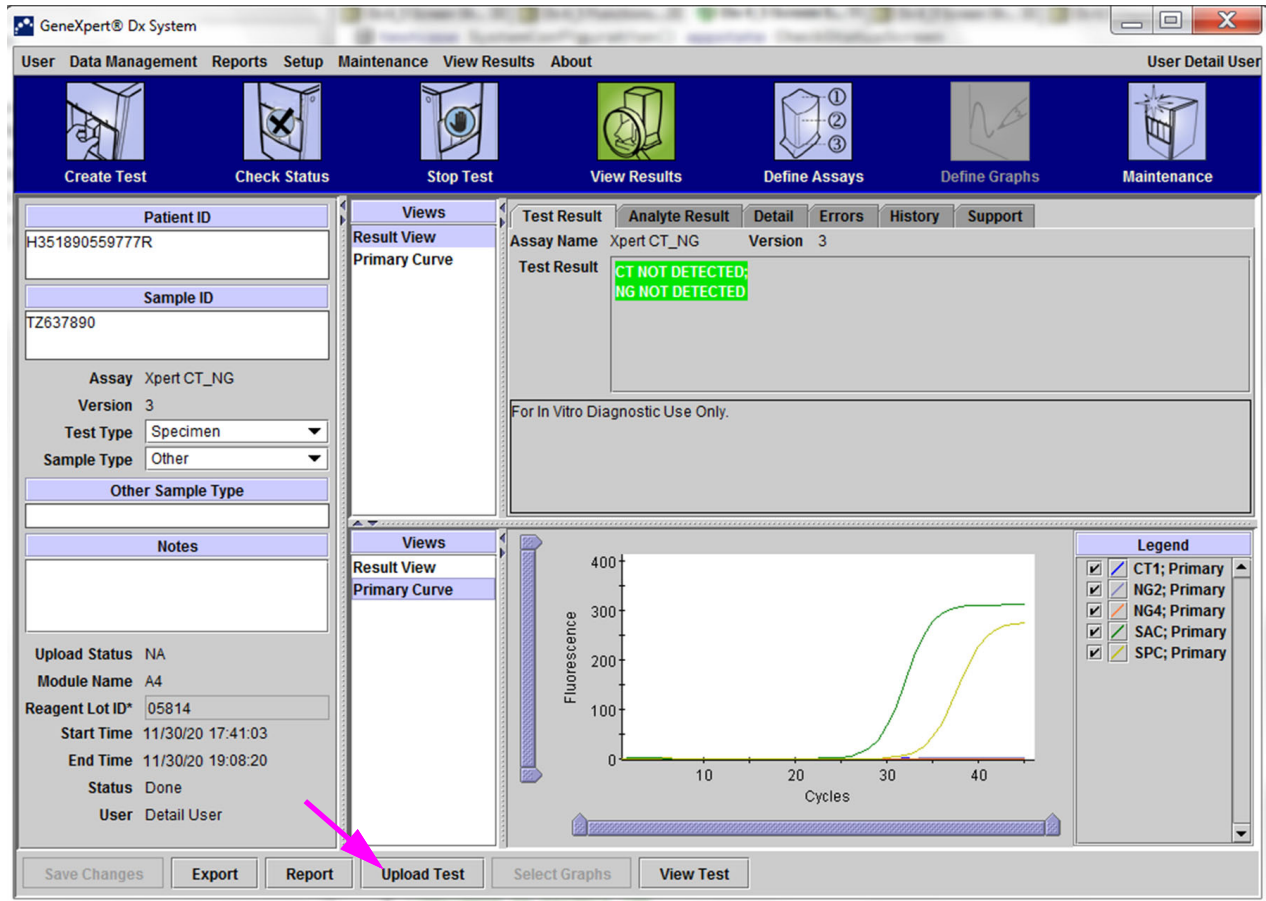 GeneXpert® Dx System
User Data Management Reports Setup Maintenance View Results About User Detail User
Create Test Check Status Stop Test View Results Define Assays Define Graphs Maintenance
① 
② 
③
Patient ID
H351890559777R
Sample ID
TZ637890
Assay Xpert CT_NG
Version 3
Test Type Specimen
Sample Type Other
Other Sample Type
Notes
Upload Status NA
Module Name A4
Reagent Lot ID* 05814
Start Time 11/30/20 17:41:03
End Time 11/30/20 19:08:20
Status Done
User Detail User
Views
Result View
Primary Curve
Test Result Analyte Result Detail Errors History Support
Assay Name Xpert CT_NG Version 3
Test Result CT NOT DETECTED;
NG NOT DETECTED
For In Vitro Diagnostic Use Only.
Views
Result View
Primary Curve
Fluorescence
400
300
200
100
0
10 20 30 40
Cycles
Legend
CT1; Primary
NG2; Primary
NG4; Primary
SAC; Primary
SPC; Primary
Save Changes Export Report Upload Test Select Graphs View Test